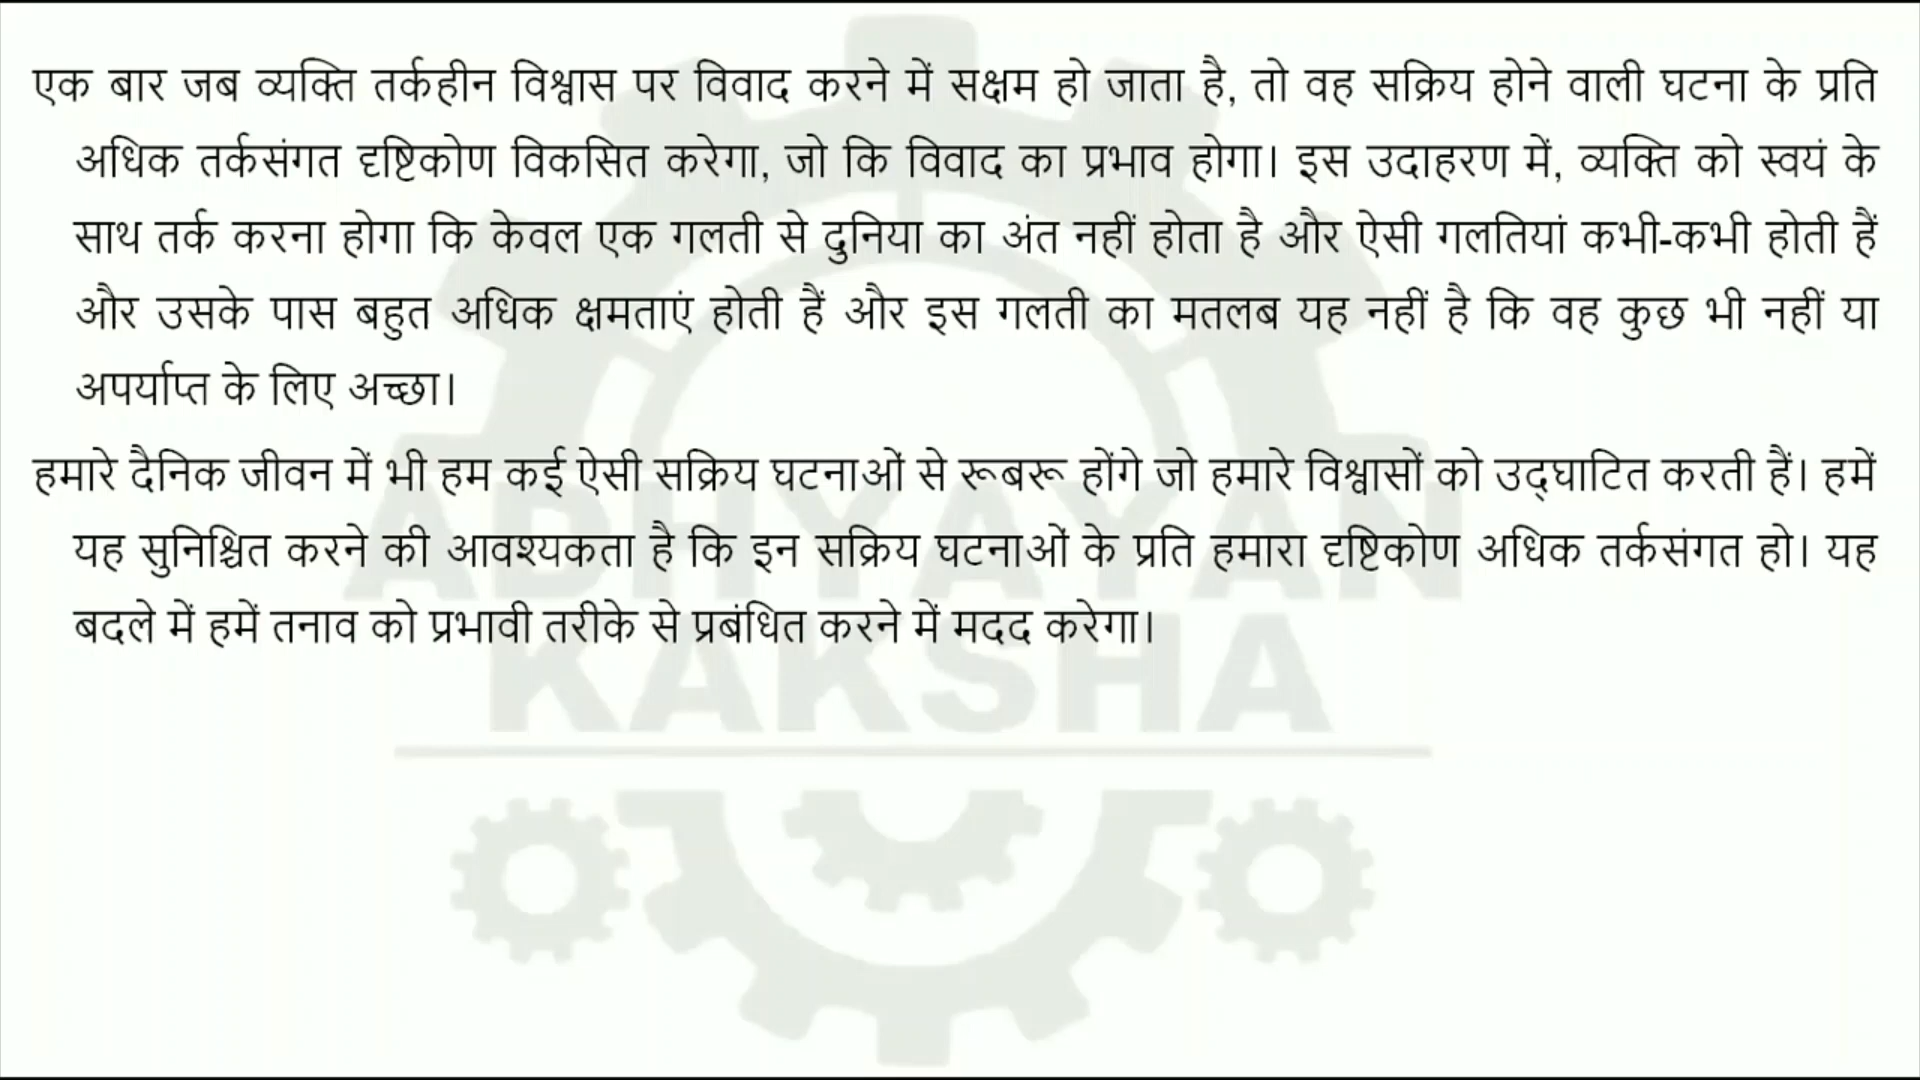 एक बार जब व्यक्ति तर्कहीन विश्वास पर विवाद करने में सक्षम हो जाता है, तो वह सक्रिय होने वाली घटना के प्रति
अधिक तर्कसंगत दृष्टिकोण विकसित करेगा, जो कि विवाद का प्रभाव होगा। इस उदाहरण में, व्यक्ति को स्वयं के
साथ तर्क करना होगा कि केवल एक गलती से दुनिया का अंत नहीं होता है और ऐसी गलतियां कभी-कभी होती हैं
और उसके पास बहुत अधिक क्षमताएं होती हैं और इस गलती का मतलब यह नहीं है कि वह कुछ भी नहीं या
अपर्याप्त के लिए अच्छा।
हमारे दैनिक जीवन में भी हम कई ऐसी सक्रिय घटनाओं से रूबरू होंगे जो हमारे विश्वासों को उद्घाटित करती हैं। हमें
यह सुनिश्चित करने की आवश्यकता है कि इन सक्रिय घटनाओं के प्रति हमारा दृष्टिकोण अधिक तर्कसंगत हो। यह
बदले में हमें तनाव को प्रभावी तरीके से प्रबंधित करने में मदद करेगा।
ADHYAYAN
KAKSHA